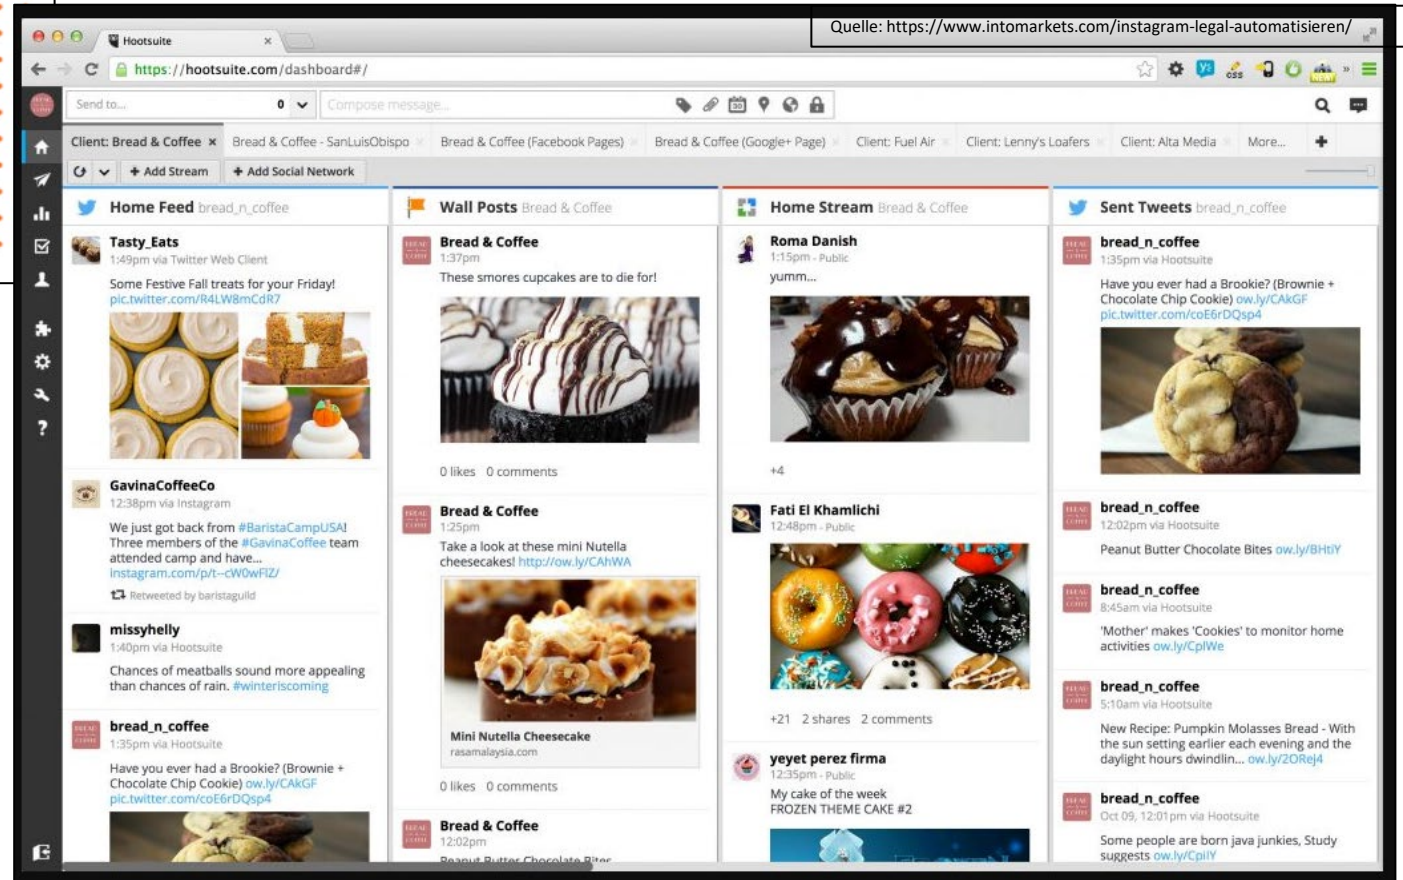 Quelle: https://www.intomarkets.com/instagram-legal-automatisieren/
Hootsuite
https://hootsuite.com/dashboard#/
Send to...
0
Compose message...
Client: Bread & Coffee
Bread & Coffee - SanLuisObispo
Bread & Coffee (Facebook Pages)
Bread & Coffee (Google+ Page)
Client: Fuel Air
Client: Lenny's Loafers
Client: Alta Media
More...
+ Add Stream
+ Add Social Network
Home Feed bread_n_coffee
Tasty_Eats
1:49pm via Twitter Web Client
Some Festive Fall treats for your Friday!
pic.twitter.com/R4LW8mCdR7
GavinaCoffeeCo
12:38pm via Instagram
We just got back from #BaristaCampUSA!
Three members of the #GavinaCoffee team
attended camp and have...
instagram.com/p/t--cW0wFlZ/
Retweeted by baristaguild
missyhelly
1:40pm via Hootsuite
Chances of meatballs sound more appealing
than chances of rain. #winteriscoming
bread_n_coffee
1:35pm via Hootsuite
Have you ever had a Brookie? (Brownie +
Chocolate Chip Cookie) ow.ly/CAkGF
pic.twitter.com/coE6rDQsp4
Wall Posts Bread & Coffee
Bread & Coffee
1:37pm
These smores cupcakes are to die for!
0 likes 0 comments
Bread & Coffee
1:25pm
Take a look at these mini Nutella
cheesecakes! http://ow.ly/CAhWA
Mini Nutella Cheesecake
rasamalaysia.com
0 likes 0 comments
Bread & Coffee
12:02pm
Peanut Butter Chocolate Bites
Home Stream Bread & Coffee
Roma Danish
1:15pm - Public
yumm...
+4
Fati El Khamlichi
12:48pm - Public
+21 2 shares 2 comments
yeyet perez firma
12:35pm - Public
My cake of the week
FROZEN THEME CAKE #2
Sent Tweets bread_n_coffee
bread_n_coffee
1:35pm via Hootsuite
Have you ever had a Brookie? (Brownie +
Chocolate Chip Cookie) ow.ly/CAkGF
pic.twitter.com/coE6rDQsp4
bread_n_coffee
12:02pm via Hootsuite
Peanut Butter Chocolate Bites ow.ly/BHtiY
bread_n_coffee
8:45am via Hootsuite
'Mother' makes 'Cookies' to monitor home
activities ow.ly/CplWe
bread_n_coffee
5:10am via Hootsuite
New Recipe: Pumpkin Molasses Bread - With
the sun setting earlier each evening and the
daylight hours dwindlin... ow.ly/2ORej4
bread_n_coffee
Oct 09, 12:01pm via Hootsuite
Some people are born java junkies, Study
suggests ow.ly/CpilY